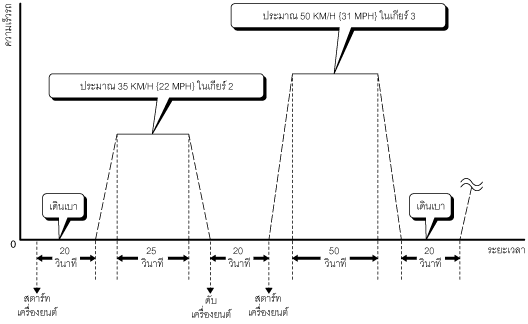 ความเร็วรถ
ประมาณ 50 KM/H {31 MPH} ในเกียร์ 3
ประมาณ 35 KM/H {22 MPH} ในเกียร์ 2
เดินเบา
เดินเบา
0
ระยะเวลา
20
วินาที
25
วินาที
20
วินาที
50
วินาที
20
วินาที
สตาร์ท
เครื่องยนต์
ดับ
เครื่องยนต์
สตาร์ท
เครื่องยนต์